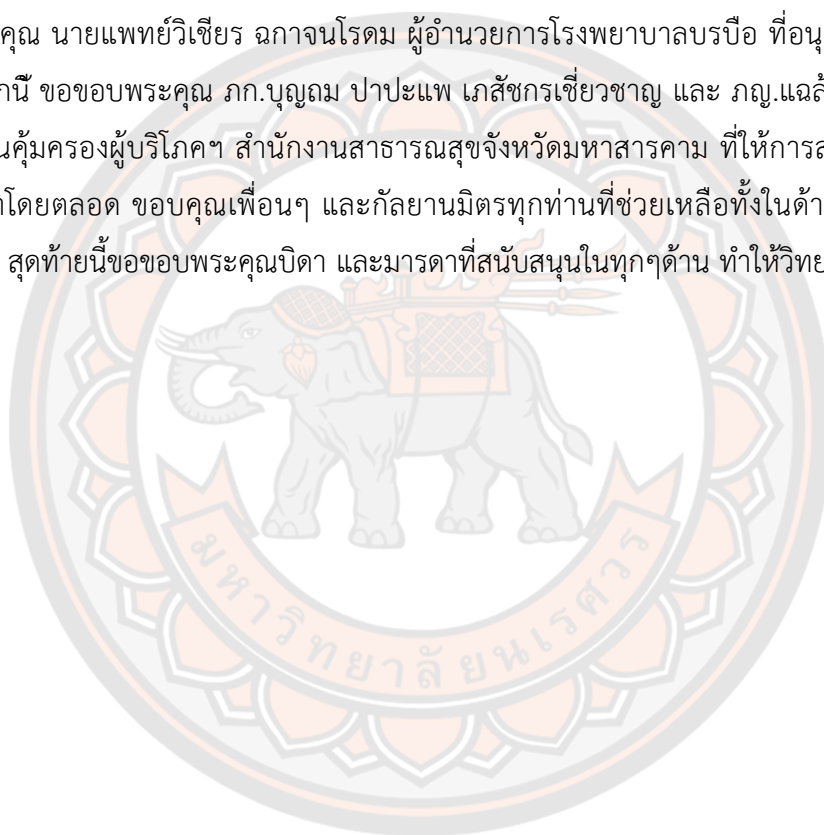 คุณ นายแพทย์วิเชียร ฉกาจนโรดม ผู้อำนวยการโรงพยาบาลบรบือ ที่อนุ
กนี้ ขอขอบพระคุณ ภก.บุญถม ปาปะแพ เภสัชกรเชี่ยวชาญ และ ภญ.แฉล้
นคุ้มครองผู้บริโภคฯ สำนักงานสาธารณสุขจังหวัดมหาสารคาม ที่ให้การส
โดยตลอด ขอบคุณเพื่อนๆ และกัลยานมิตรทุกท่านที่ช่วยเหลือทั้งในด้า
สุดท้ายนี้ขอขอบพระคุณบิดา และมารดาที่สนับสนุนในทุกๆด้าน ทำให้วิทย
มหาวิทยาลัยนเรศวร